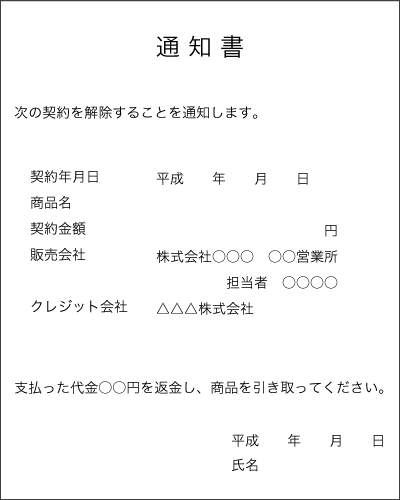 通知書
次の契約を解除することを通知します。
契約年月日　平成　　年　　月　　日
商品名
契約金額　　　　　　　　　　　　円
販売会社　株式会社○○○　○○営業所
担当者　○○○○
クレジット会社　△△△株式会社
支払った代金○○円を返金し、商品を引き取ってください。
平成　　年　　月　　日
氏名